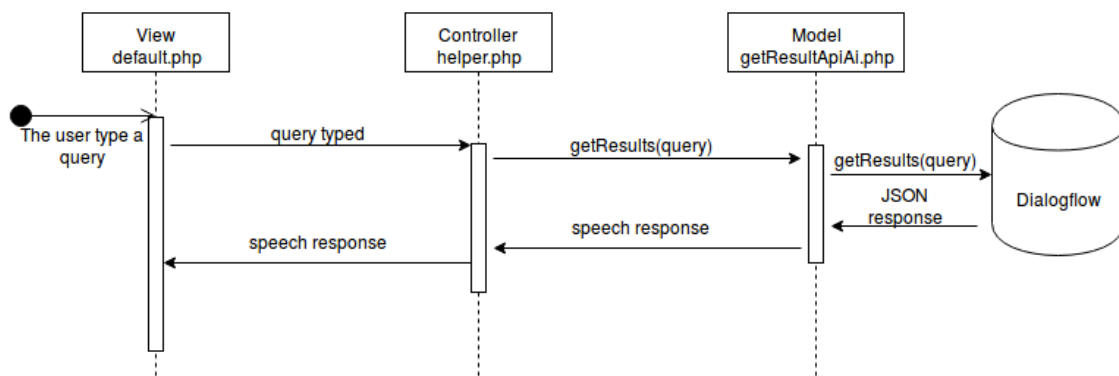 View
default.php
Controller
helper.php
Model
getResultApiAi.php
The user type a
query
query typed
getResults(query)
getResults(query)
JSON
response
Dialogflow
speech response
speech response